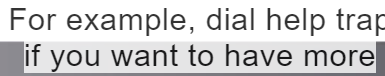 For example, dial help trap
if you want to have more